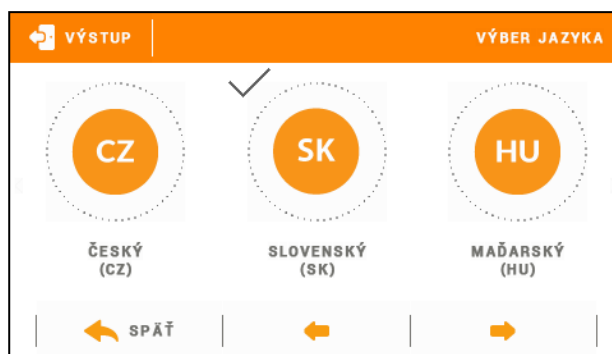 VÝSTUP
VÝBER JAZYKA
CZ
SK
HU
ČESKÝ
(CZ)
SLOVENSKÝ
(SK)
MAĎARSKÝ
(HU)
SPÄŤ